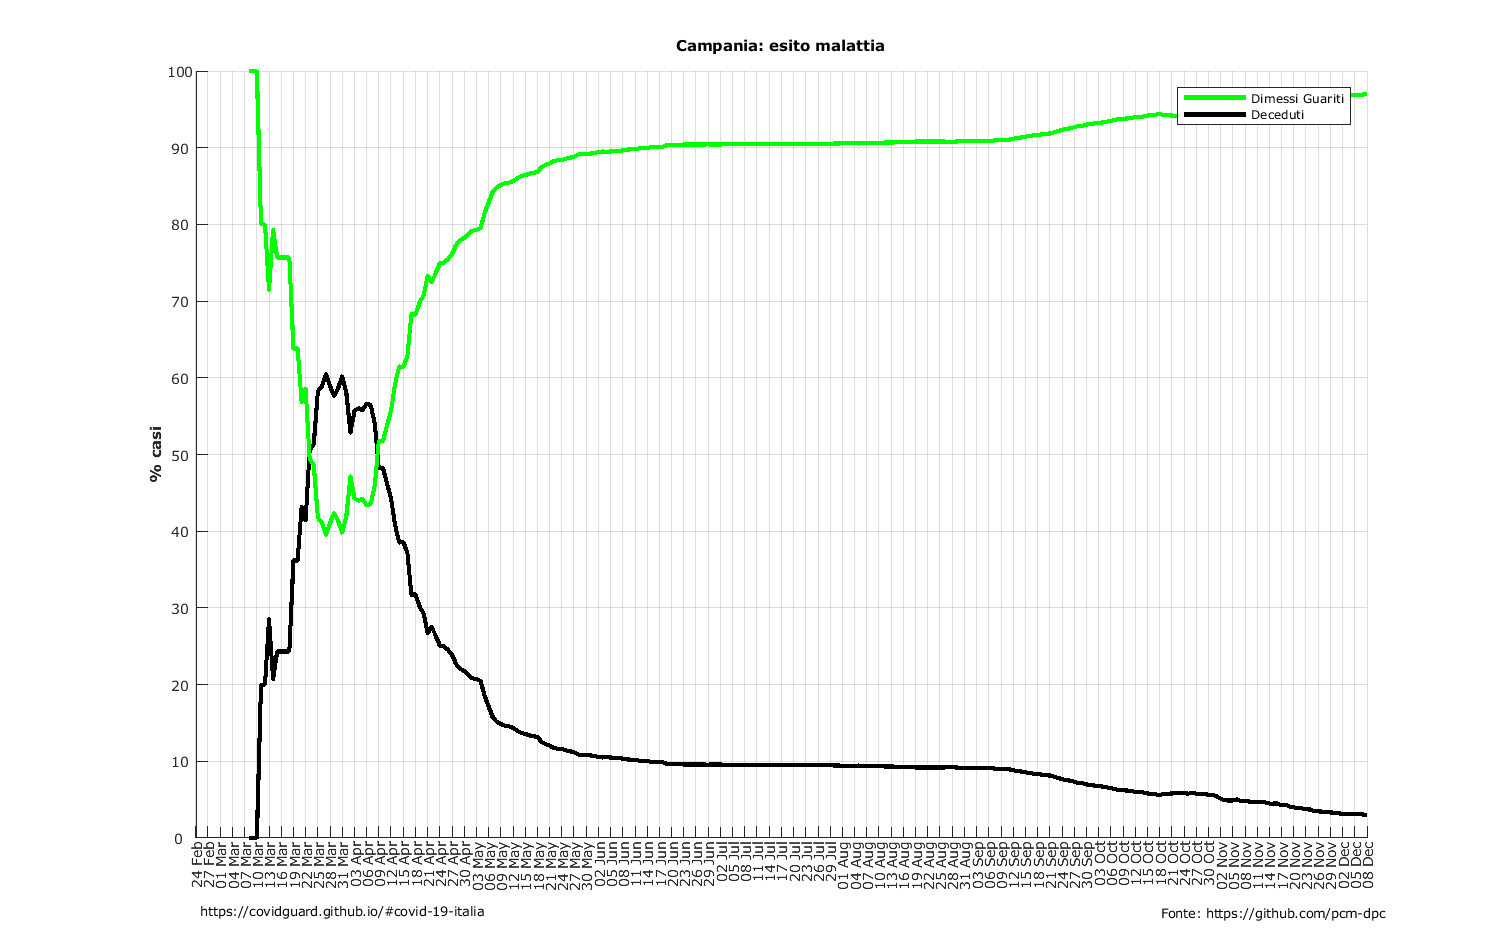 Campania: esito malattia
% casi
100
90
80
70
60
50
40
30
20
10
0
Dimessi Guariti
Deceduti
24 Feb
27 Feb
01 Mar
04 Mar
07 Mar
10 Mar
13 Mar
16 Mar
19 Mar
22 Mar
25 Mar
28 Mar
31 Mar
03 Apr
06 Apr
09 Apr
12 Apr
15 Apr
18 Apr
21 Apr
24 Apr
27 Apr
30 Apr
03 May
06 May
09 May
12 May
15 May
18 May
21 May
24 May
27 May
30 May
02 Jun
05 Jun
08 Jun
11 Jun
14 Jun
17 Jun
20 Jun
23 Jun
26 Jun
29 Jun
02 Jul
05 Jul
08 Jul
11 Jul
14 Jul
17 Jul
20 Jul
23 Jul
26 Jul
29 Jul
01 Aug
04 Aug
07 Aug
10 Aug
13 Aug
16 Aug
19 Aug
22 Aug
25 Aug
28 Aug
31 Aug
03 Sep
06 Sep
09 Sep
12 Sep
15 Sep
18 Sep
21 Sep
24 Sep
27 Sep
30 Sep
03 Oct
06 Oct
09 Oct
12 Oct
15 Oct
18 Oct
21 Oct
24 Oct
27 Oct
30 Oct
02 Nov
05 Nov
08 Nov
11 Nov
14 Nov
17 Nov
20 Nov
23 Nov
26 Nov
29 Nov
02 Dec
05 Dec
08 Dec
https://covidguard.github.io/#covid-19-italia
Fonte: https://github.com/pcm-dpc